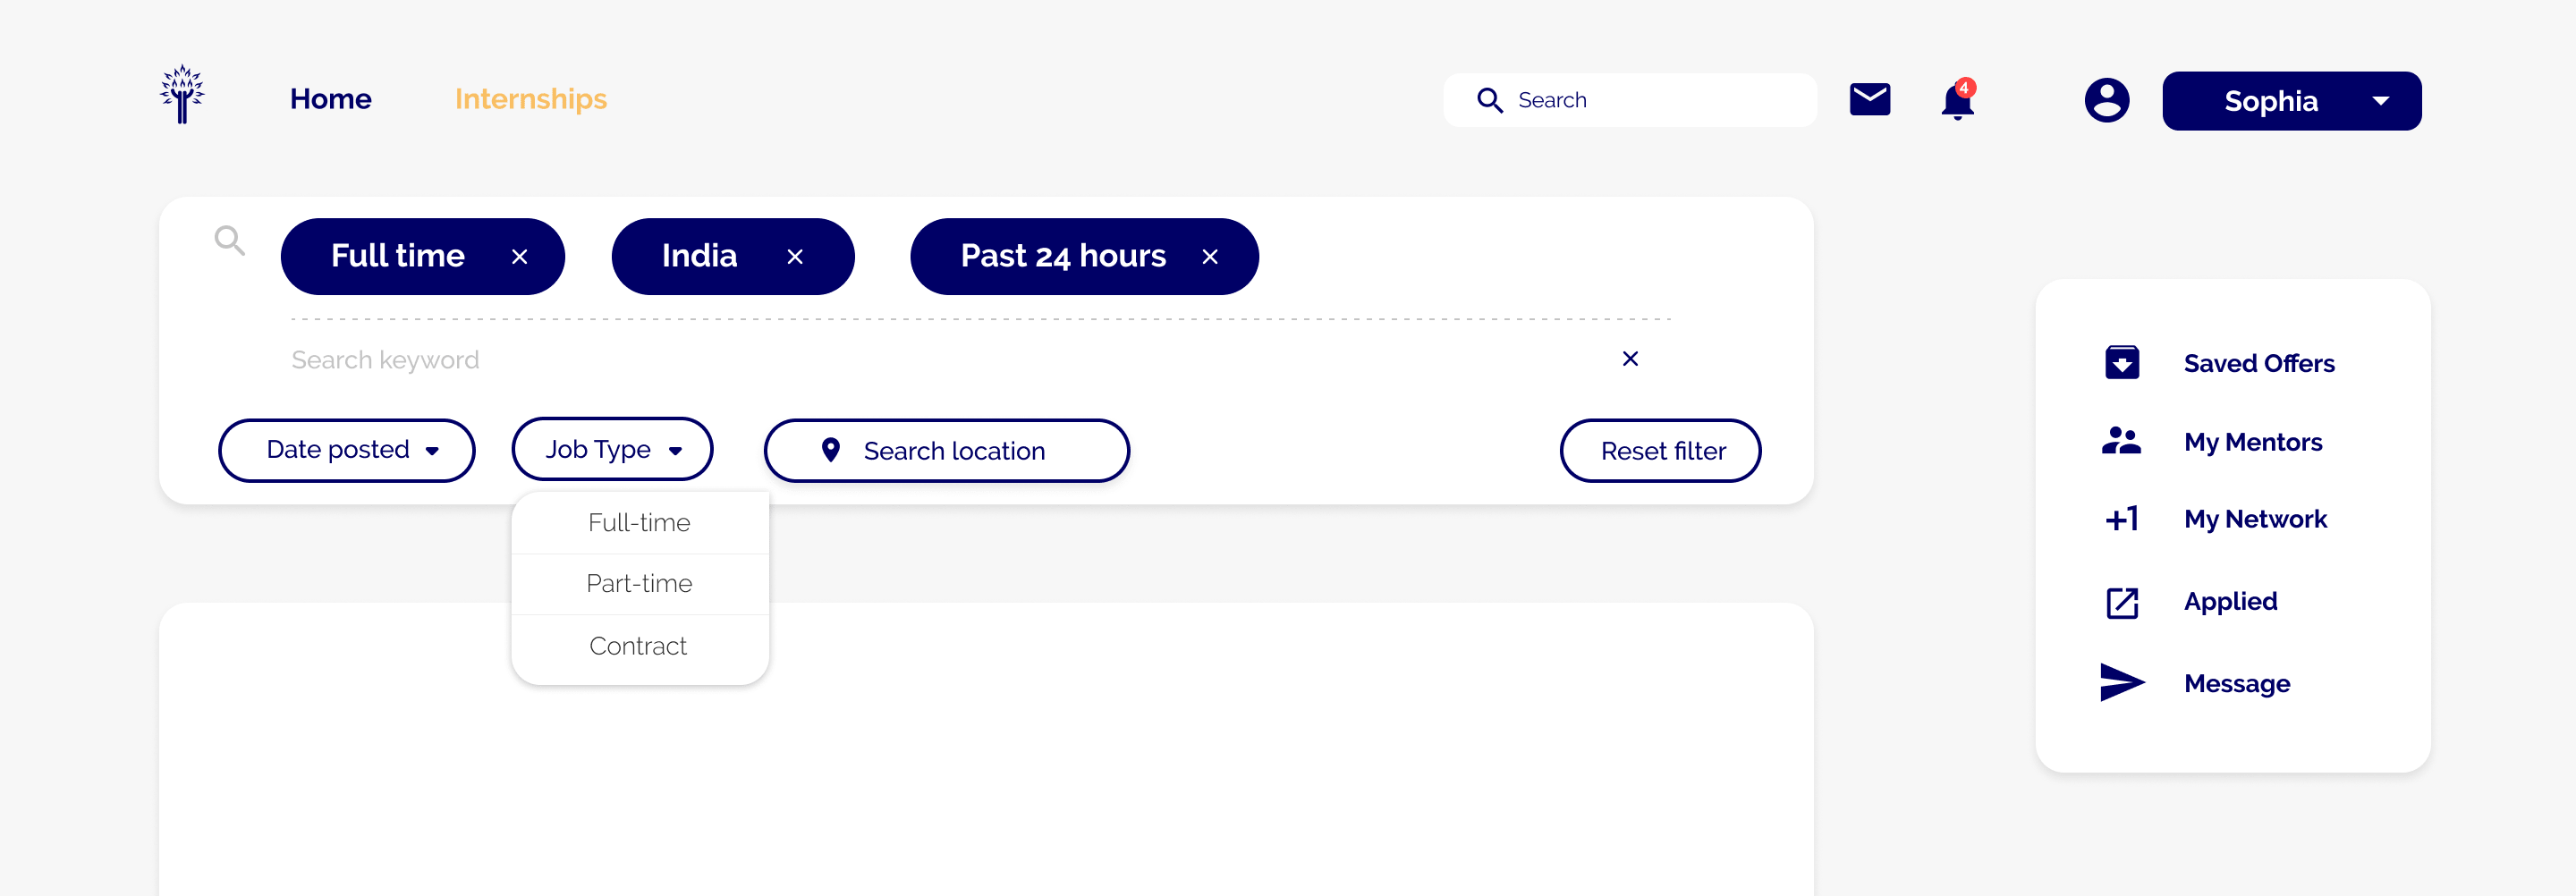 Home Internships Search 4 Sophia
Full time India Past 24 hours
Search keyword
Date posted Job Type Search location Reset filter
Full-time
Part-time
Contract
Saved Offers
My Mentors
+1 My Network
Applied
Message